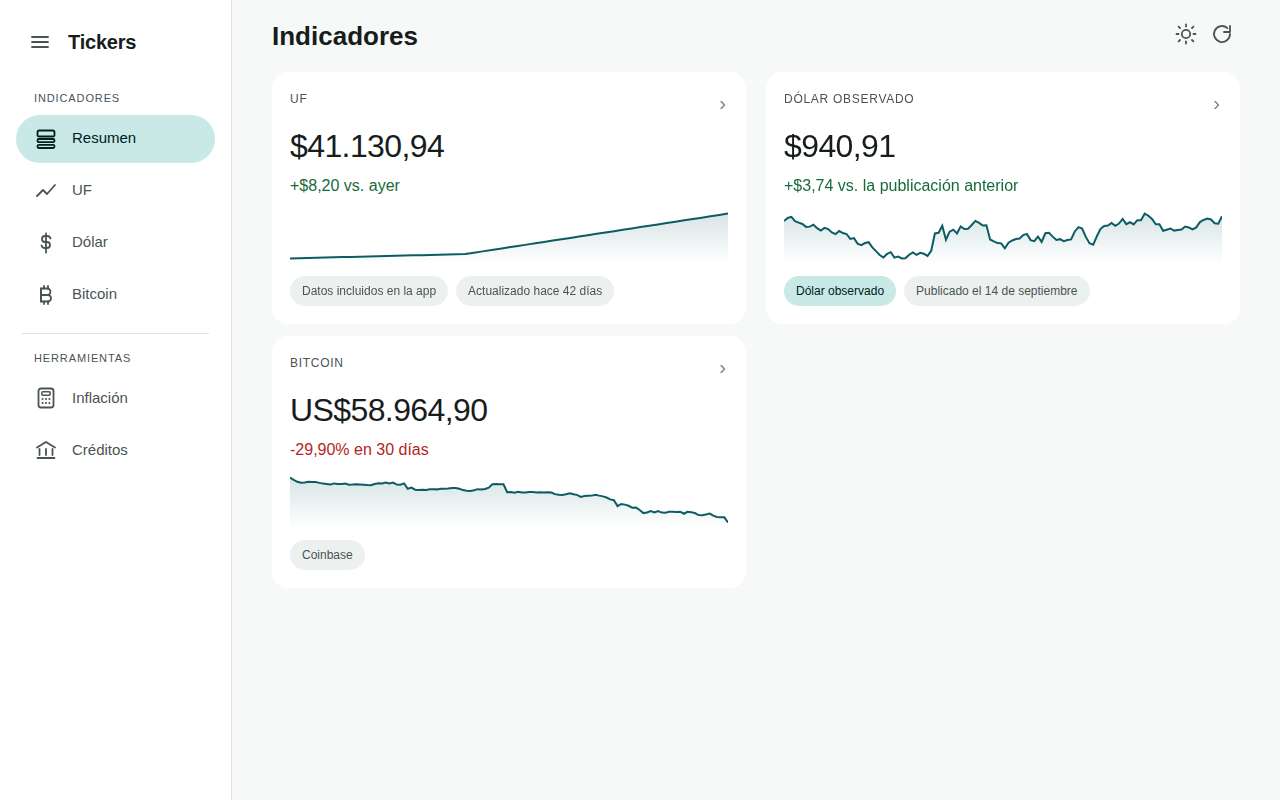 Tickers
INDICADORES
Resumen
UF
Dólar
Bitcoin
HERRAMIENTAS
Inflación
Créditos
Indicadores
UF
$41.130,94
+$8,20 vs. ayer
Datos incluidos en la app
Actualizado hace 42 días
DÓLAR OBSERVADO
$940,91
+$3,74 vs. la publicación anterior
Dólar observado
Publicado el 14 de septiembre
BITCOIN
US$58.964,90
-29,90% en 30 días
Coinbase